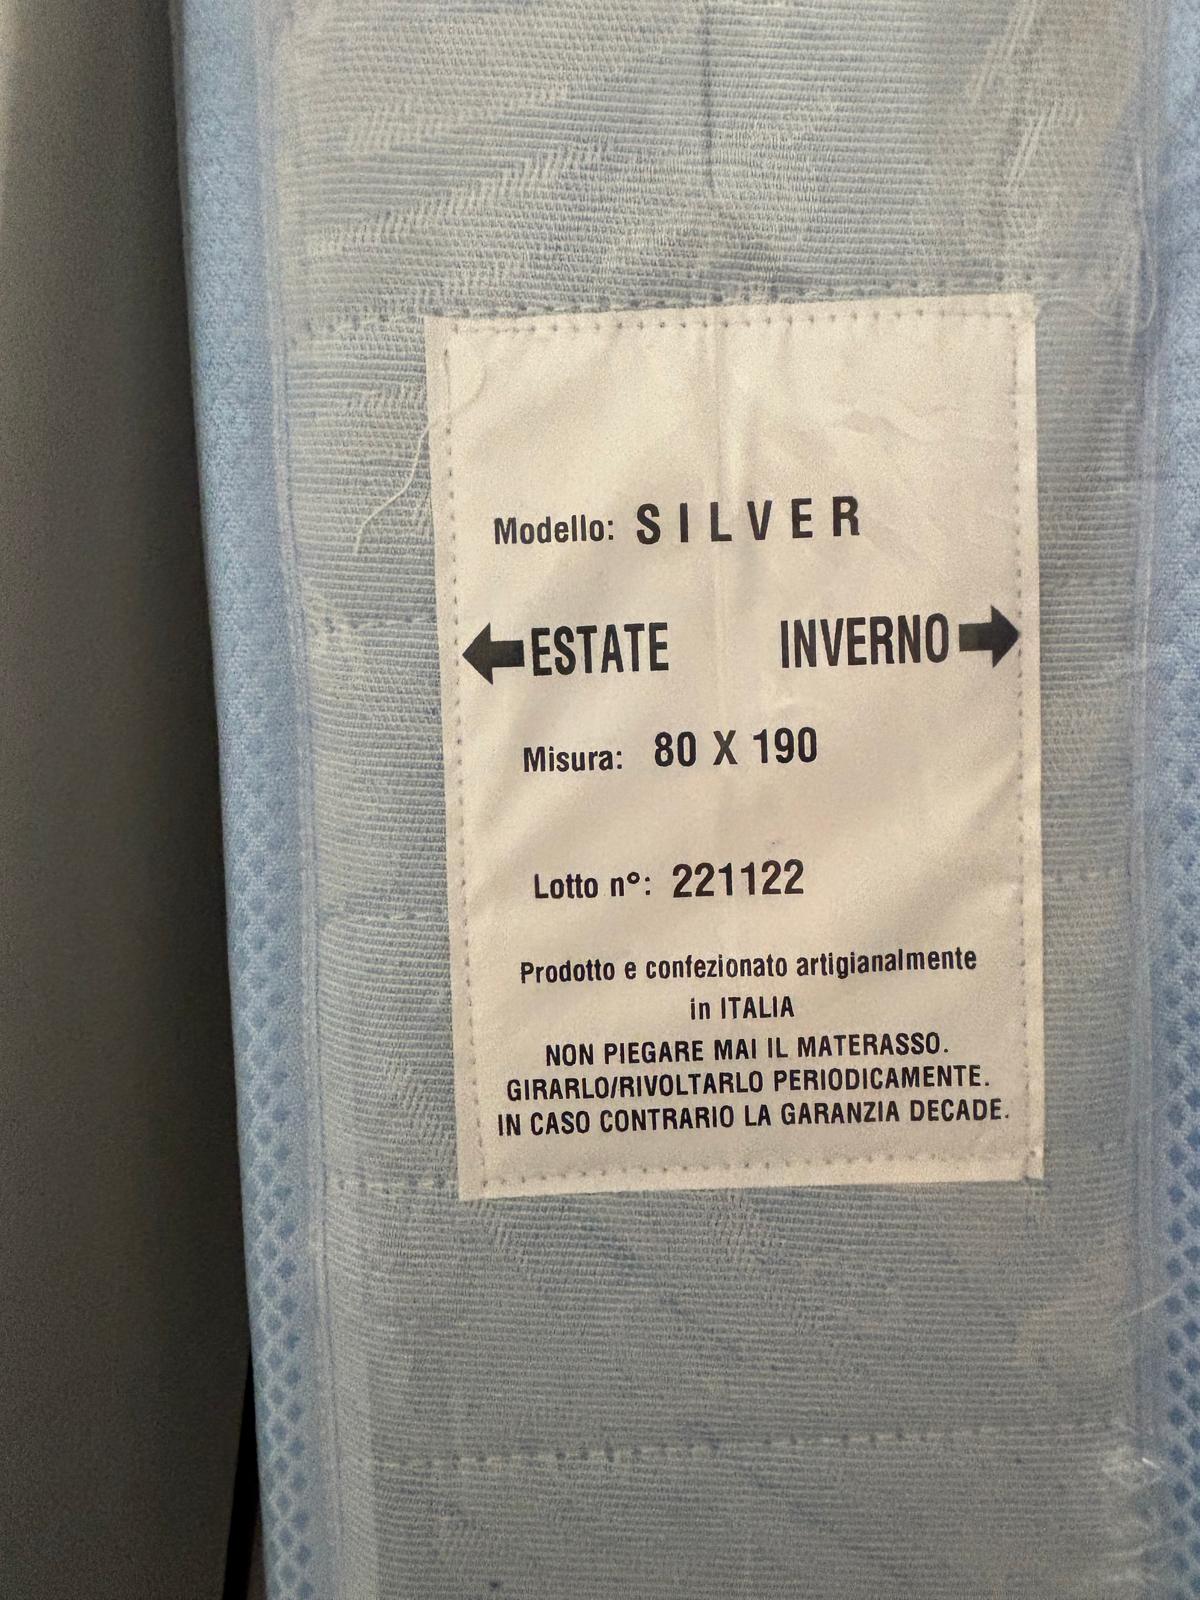 Modello: SILVER
ESTATE INVERNO
Misura: 80 X 190
Lotto n°: 221122
Prodotto e confezionato artigianalmente
in ITALIA
NON PIEGARE MAI IL MATERASSO.
GIRARLO/RIVOLTARLO PERIODICAMENTE.
IN CASO CONTRARIO LA GARANZIA DECADE.